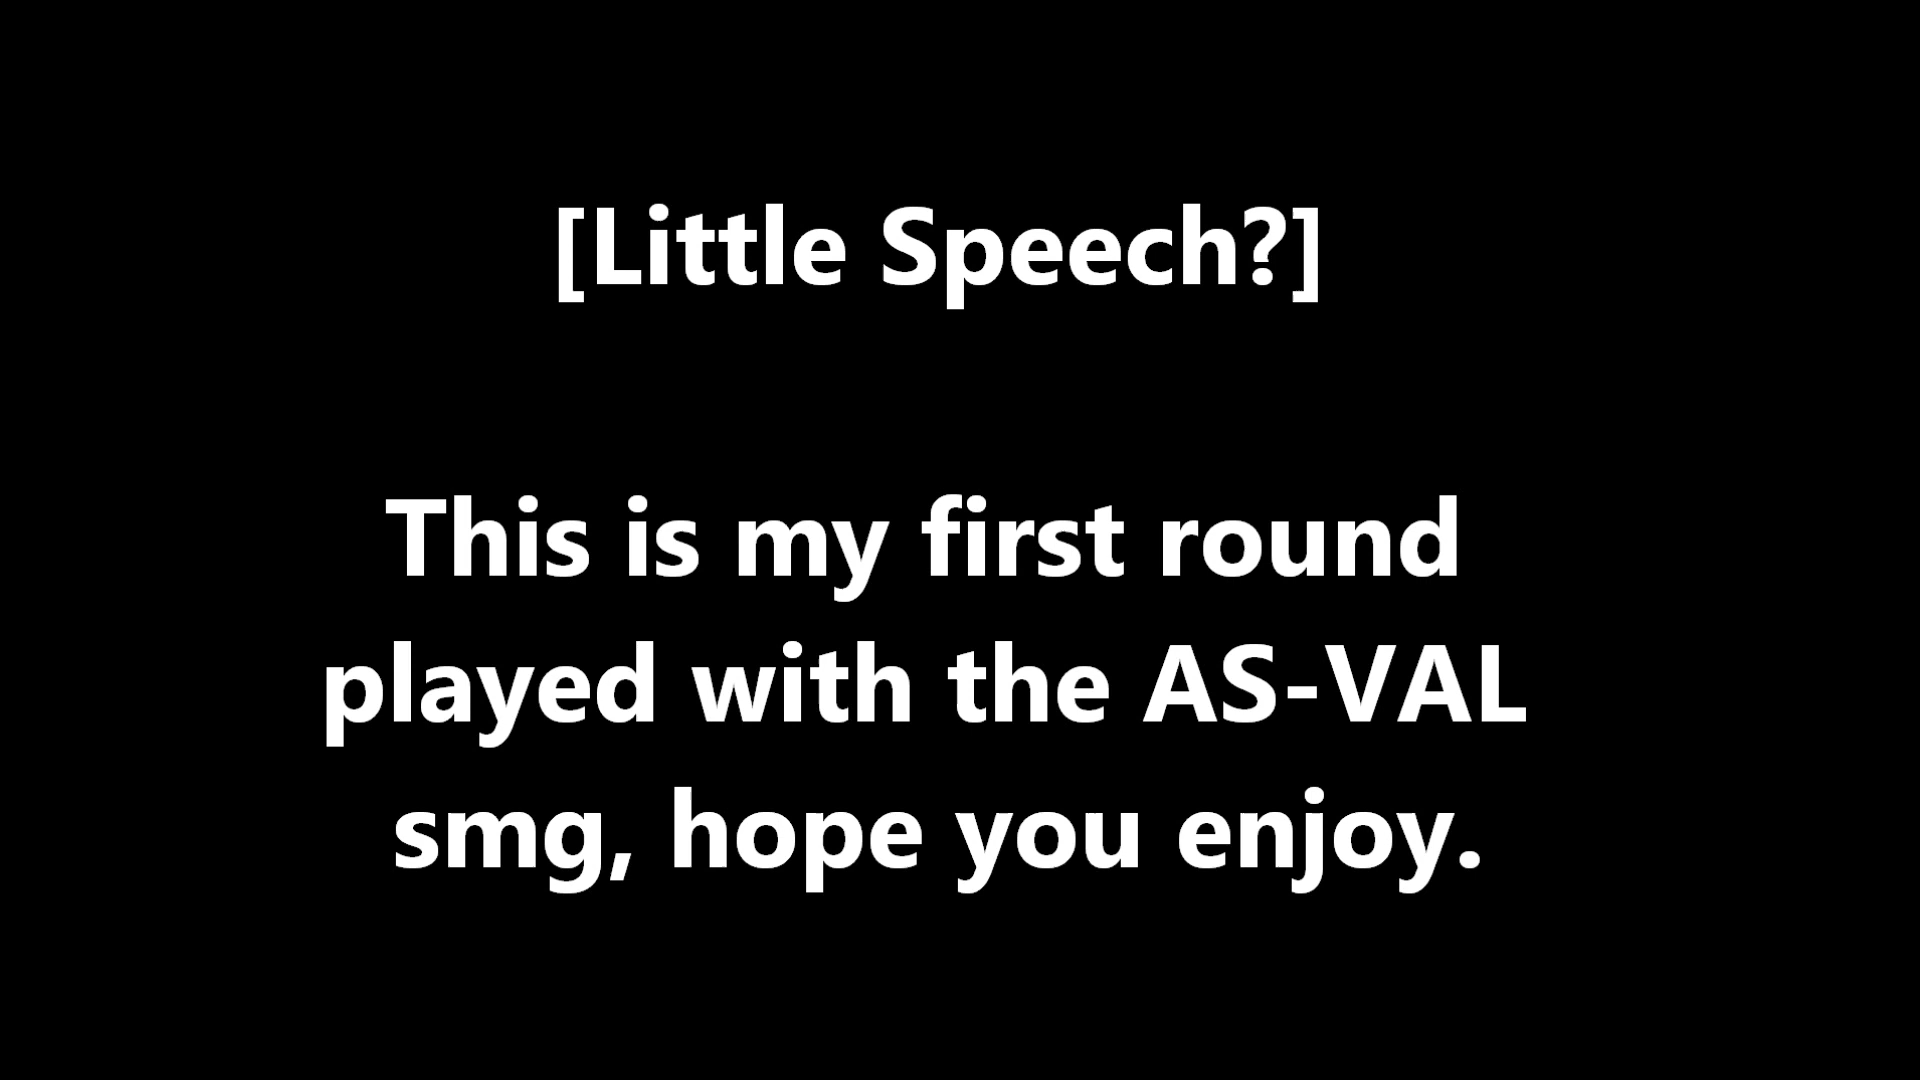 [Little Speech?]
This is my first round
played with the AS-VAL
smg, hope you enjoy.